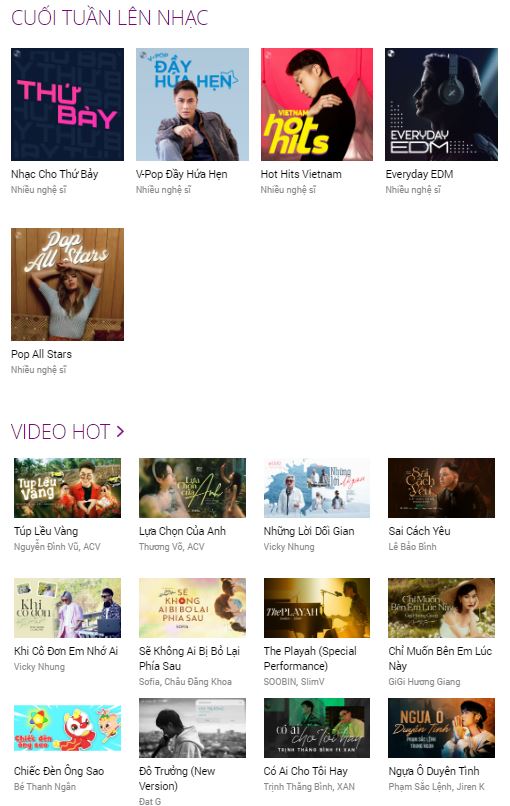 CUỐI TUẦN LÊN NHẠC
THỨ
BẢY
V-POP
ĐẦY
HỨA HẸN
VIETNAM
hot
hits
EVERYDAY
EDM
Nhạc Cho Thứ Bảy
V-Pop Đầy Hứa Hẹn
Hot Hits Vietnam
Everyday EDM
Nhiều nghệ sĩ
Nhiều nghệ sĩ
Nhiều nghệ sĩ
Nhiều nghệ sĩ
Pop
All Stars
Pop All Stars
Nhiều nghệ sĩ
VIDEO HOT >
Túp Lều
Vàng
Lựa Chọn
của Anh
Những
lời
dối gian
Sai
Cách
Yêu
Túp Lều Vàng
Lựa Chọn Của Anh
Những Lời Dối Gian
Sai Cách Yêu
Nguyễn Đình Vũ, ACV
Thương Võ, ACV
Vicky Nhung
Lê Bảo Bình
Khi
cô đơn
SẼ
KHÔNG
AI BỊ BỎ LẠI
PHÍA SAU
SOFIA
The PLAYAH
Chỉ Muốn
Bên Em Lúc Này
Khi Cô Đơn Em Nhớ Ai
Sẽ Không Ai Bị Bỏ Lại
Phía Sau
The Playah (Special
Performance)
Chỉ Muốn Bên Em Lúc
Này
Vicky Nhung
Sofia, Châu Đăng Khoa
SOOBIN, SlimV
GiGi Hương Giang
Chiếc đèn
ông sao
có ai
cho tôi hay
TRỊNH THĂNG BÌNH FT XAN
NGỰA Ô
Duyên Tình
PHẠM SẮC LỆNH
Chiếc Đèn Ông Sao
Đô Trưởng (New
Version)
Có Ai Cho Tôi Hay
Ngựa Ô Duyên Tình
Bé Thanh Ngân
Đạt G
Trịnh Thăng Bình, XAN
Phạm Sắc Lệnh, Jiren K